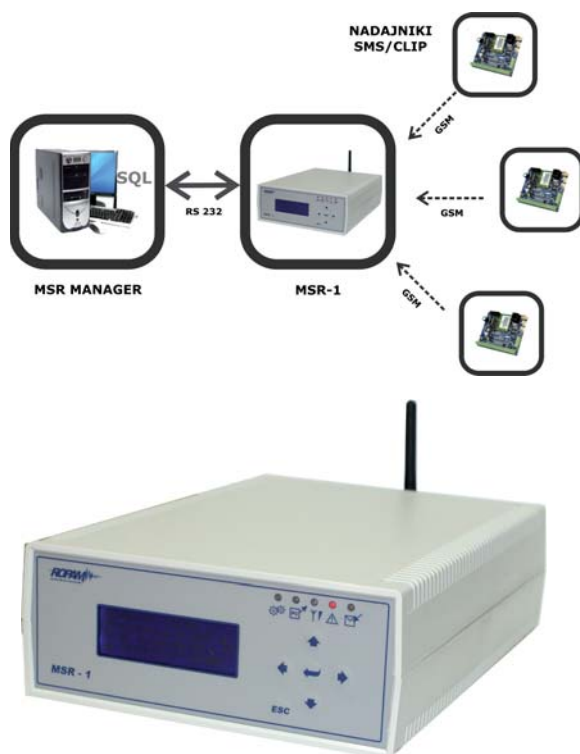 NADAJNIKI
SMS/CLIP
GSM
SQL
RS 232
GSM
MSR MANAGER
MSR-1
GSM
ROPAM
MSR - 1
ESC